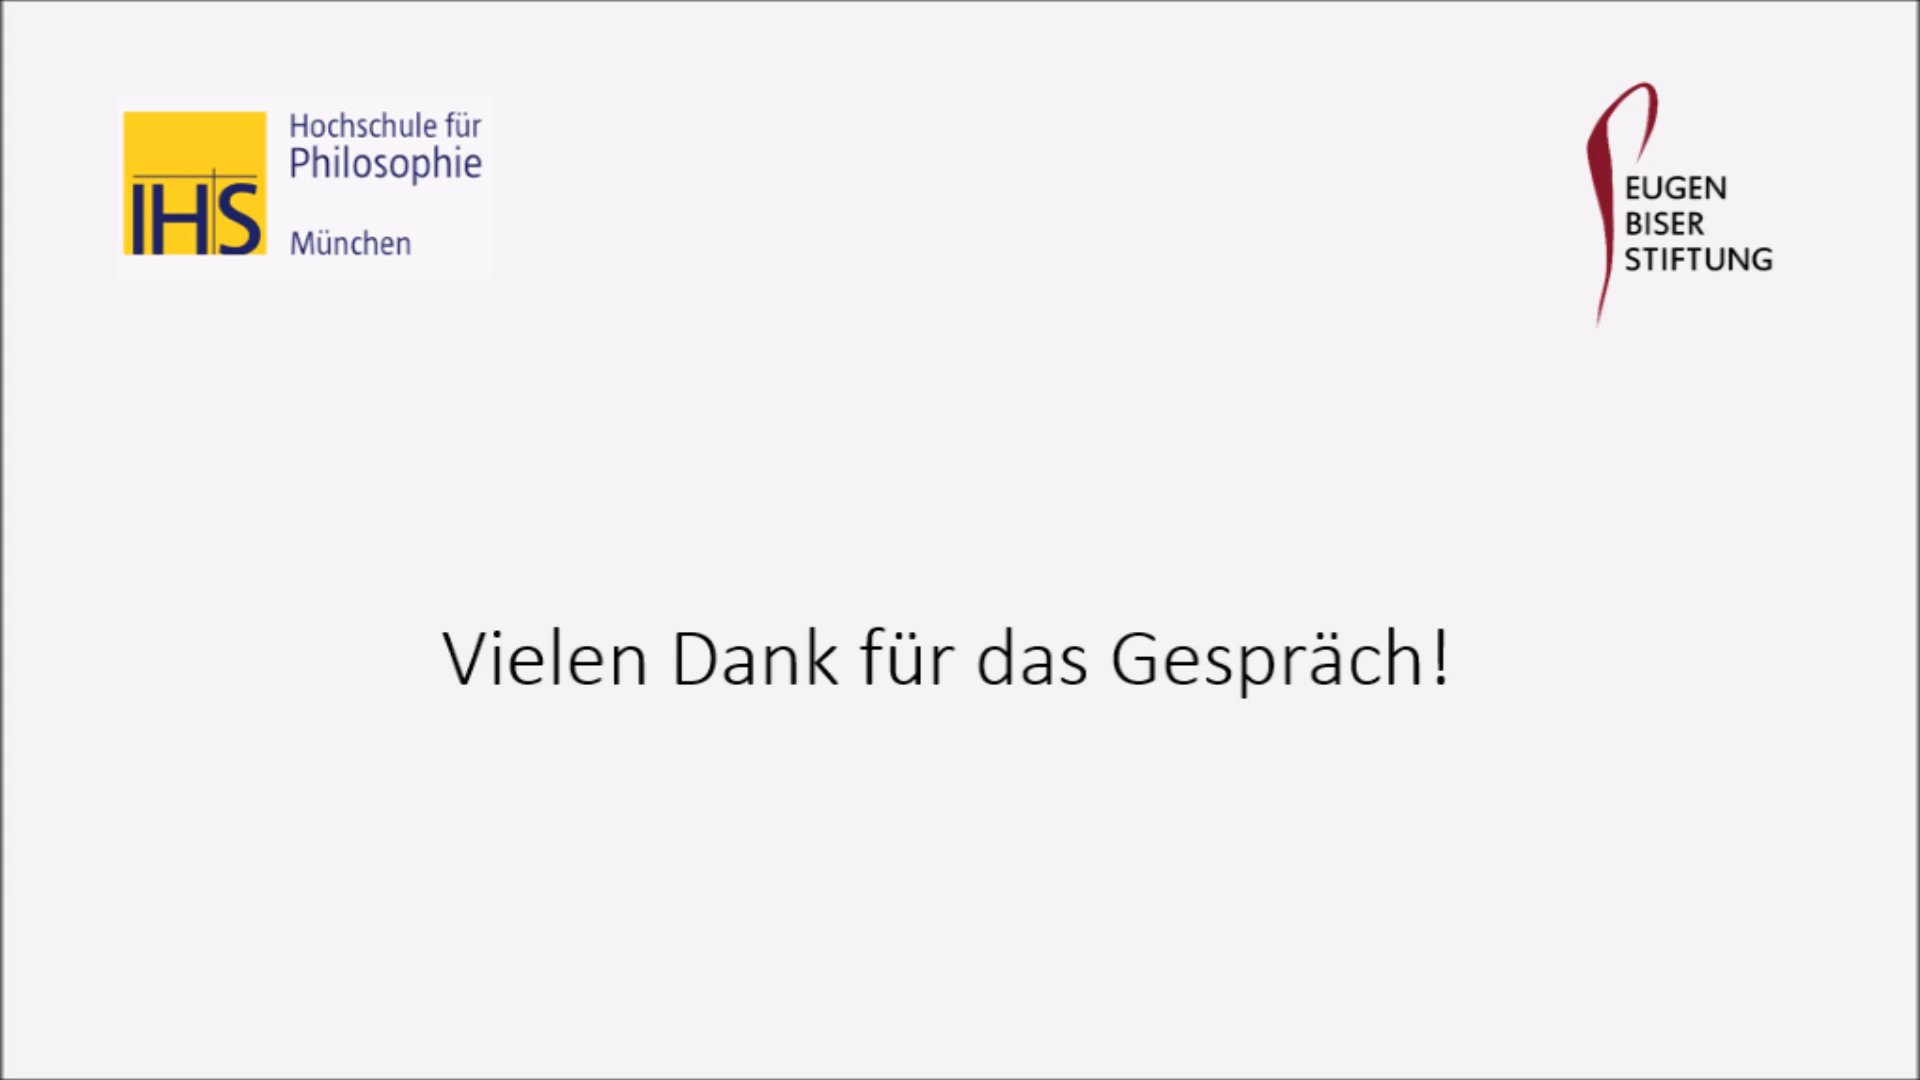 IHS
Hochschule für
Philosophie
München
EUGEN
BISER
STIFTUNG
Vielen Dank für das Gespräch!